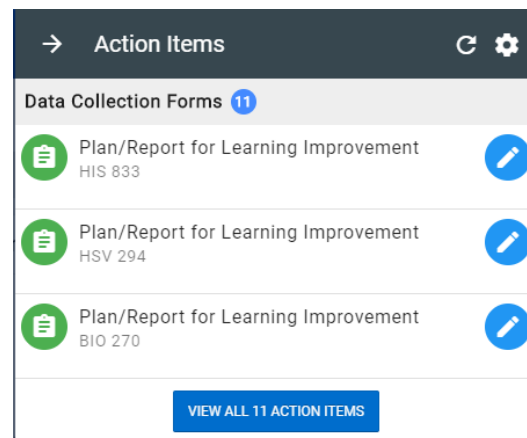 Action Items
Data Collection Forms 11
Plan/Report for Learning Improvement
HIS 833
Plan/Report for Learning Improvement
HSV 294
Plan/Report for Learning Improvement
BIO 270
VIEW ALL 11 ACTION ITEMS